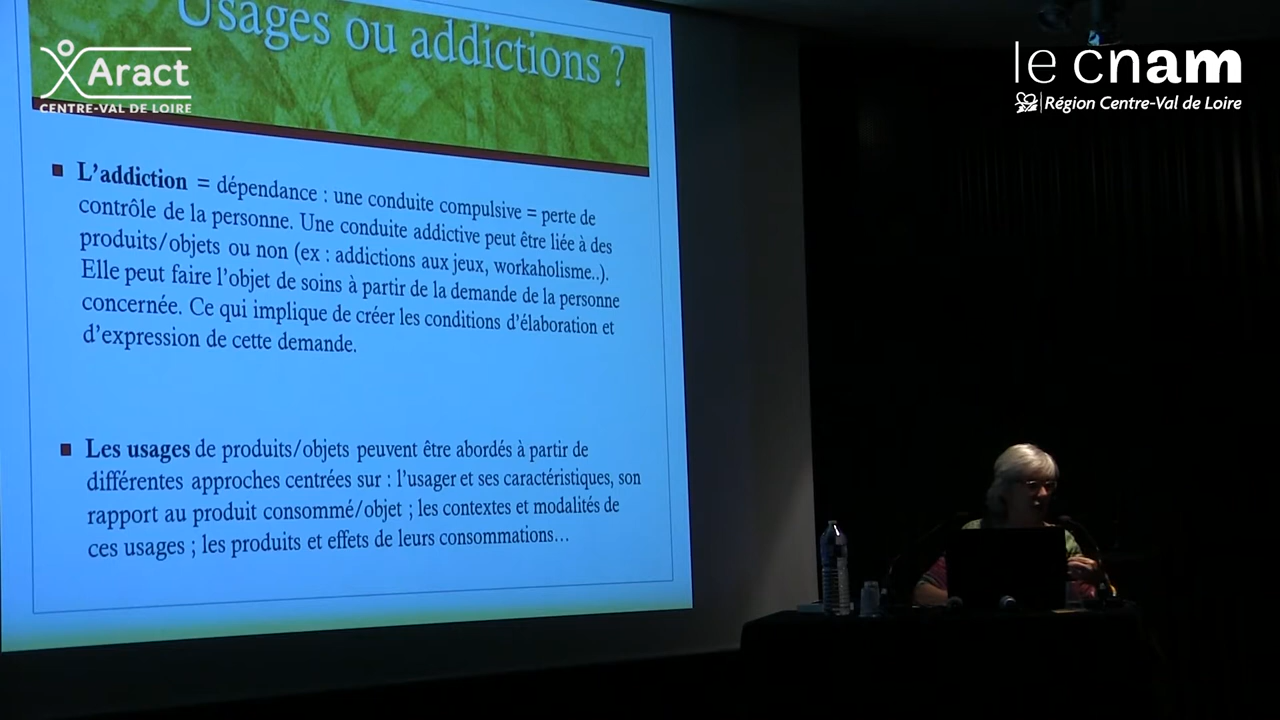 Usages ou addictions ?
Aract
CENTRE-VAL DE LOIRE
le cnam
Région Centre-Val de Loire
L'addiction = dépendance : une conduite compulsive = perte de
contrôle de la personne. Une conduite addictive peut être liée à des
produits/objets ou non (ex : addictions aux jeux, workaholisme..).
Elle peut faire l'objet de soins à partir de la demande de la personne
concernée. Ce qui implique de créer les conditions d'élaboration et
d'expression de cette demande.
Les usages de produits/objets peuvent être abordés à partir de
différentes approches centrées sur : l'usager et ses caractéristiques, son
rapport au produit consommé/objet ; les contextes et modalités de
ces usages ; les produits et effets de leurs consommations...